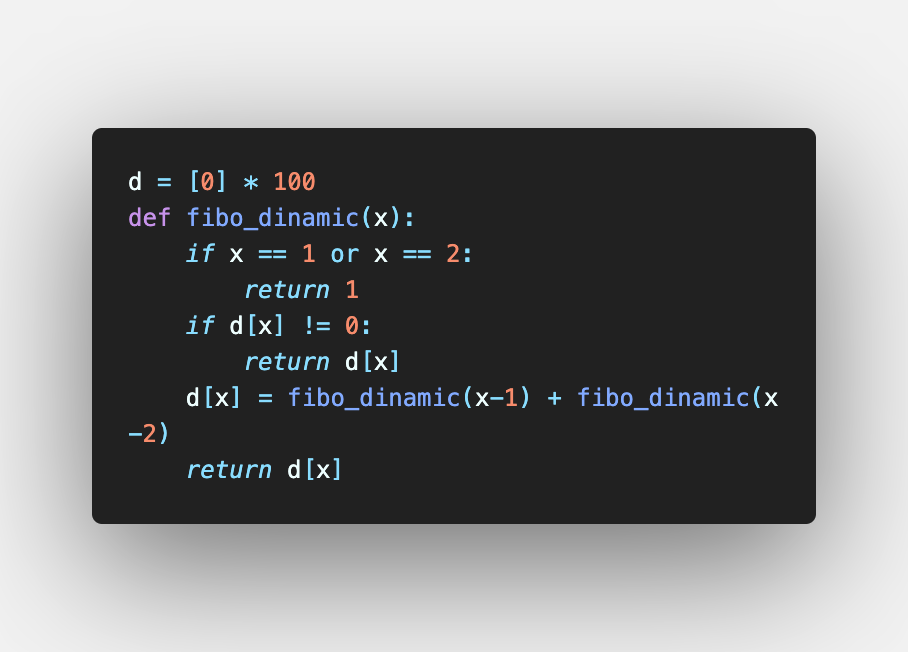 d = [0] * 100
def fibo_dinamic(x):
    if x == 1 or x == 2:
        return 1
    if d[x] != 0:
        return d[x]
    d[x] = fibo_dinamic(x-1) + fibo_dinamic(x
-2)
    return d[x]